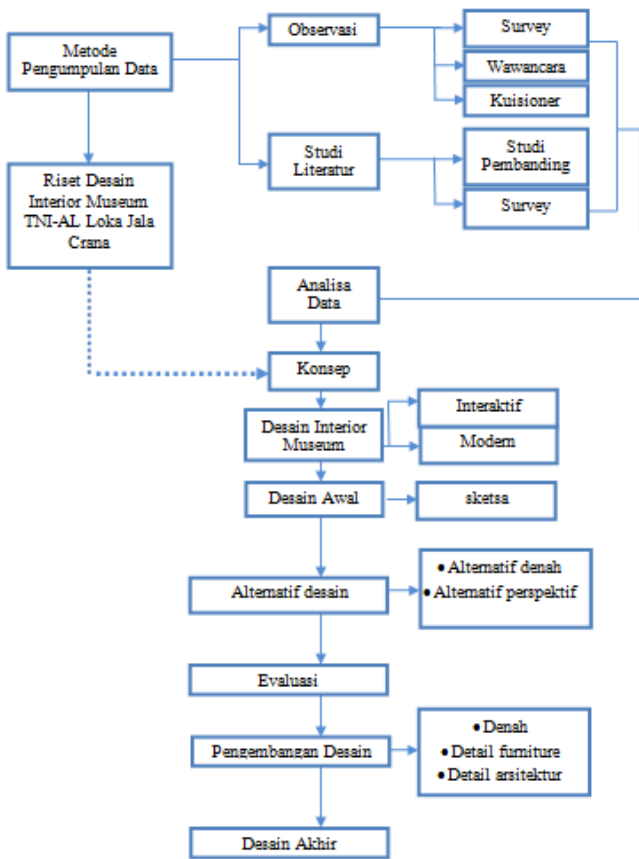 Metode
Pengumpulan Data
Observasi
Survey
Wawancara
Kuisioner
Studi
Literatur
Studi
Pembanding
Survey
Riset Desain
Interior Museum
TNI-AL Loka Jala
Crana
Analisa
Data
Konsep
Desain Interior
Museum
Interaktif
Modern
Desain Awal
sketsa
Alternatif desain
• Alternatif denah
• Alternatif perspektif
Evaluasi
Pengembangan Desain
• Denah
• Detail furniture
• Detail arsitektur
Desain Akhir